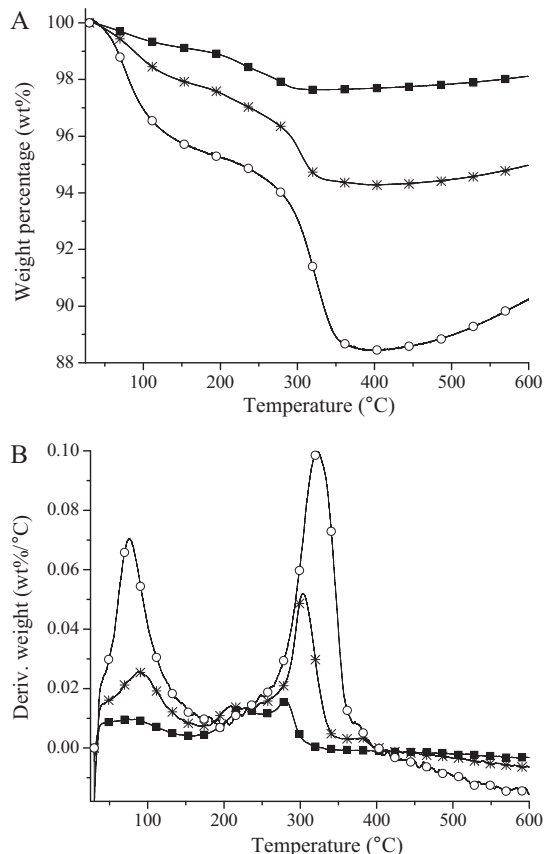 A
100
98
96
94
92
90
88
Weight percentage (wt%)
100 200 300 400 500 600
Temperature (°C)
B
0.10
0.08
0.06
0.04
0.02
0.00
Deriv. weight (wt%/°C)
100 200 300 400 500 600
Temperature (°C)